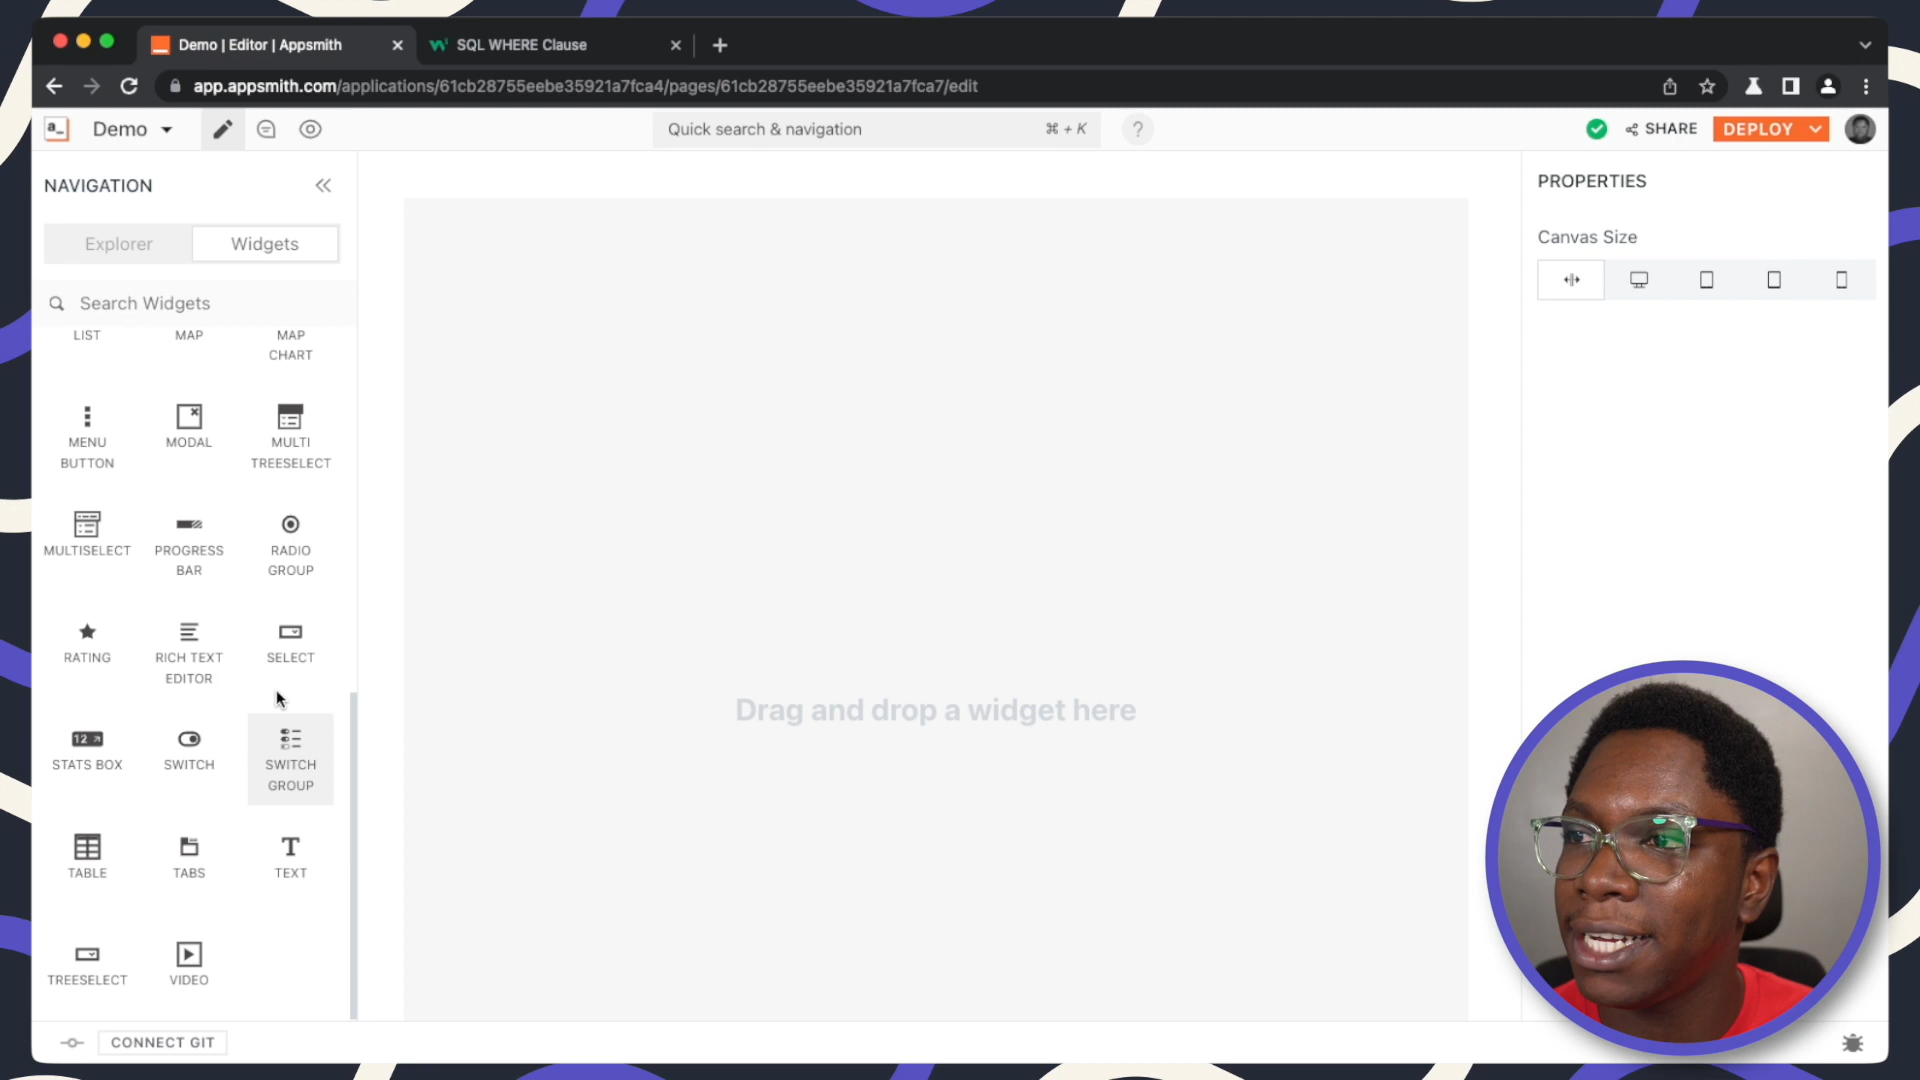 Demo | Editor | Appsmith
SQL WHERE Clause
app.appsmith.com/applications/61cb28755eebe35921a7fca4/pages/61cb28755eebe35921a7fca7/edit
a_
Demo
Quick search & navigation
⌘ + K
?
SHARE
DEPLOY
NAVIGATION
Explorer
Widgets
Search Widgets
LIST
MAP
MAP
CHART
MENU
BUTTON
MODAL
MULTI
TREESELECT
MULTISELECT
PROGRESS
BAR
RADIO
GROUP
RATING
RICH TEXT
EDITOR
SELECT
12
STATS BOX
SWITCH
SWITCH
GROUP
TABLE
TABS
TEXT
TREESELECT
VIDEO
CONNECT GIT
Drag and drop a widget here
PROPERTIES
Canvas Size